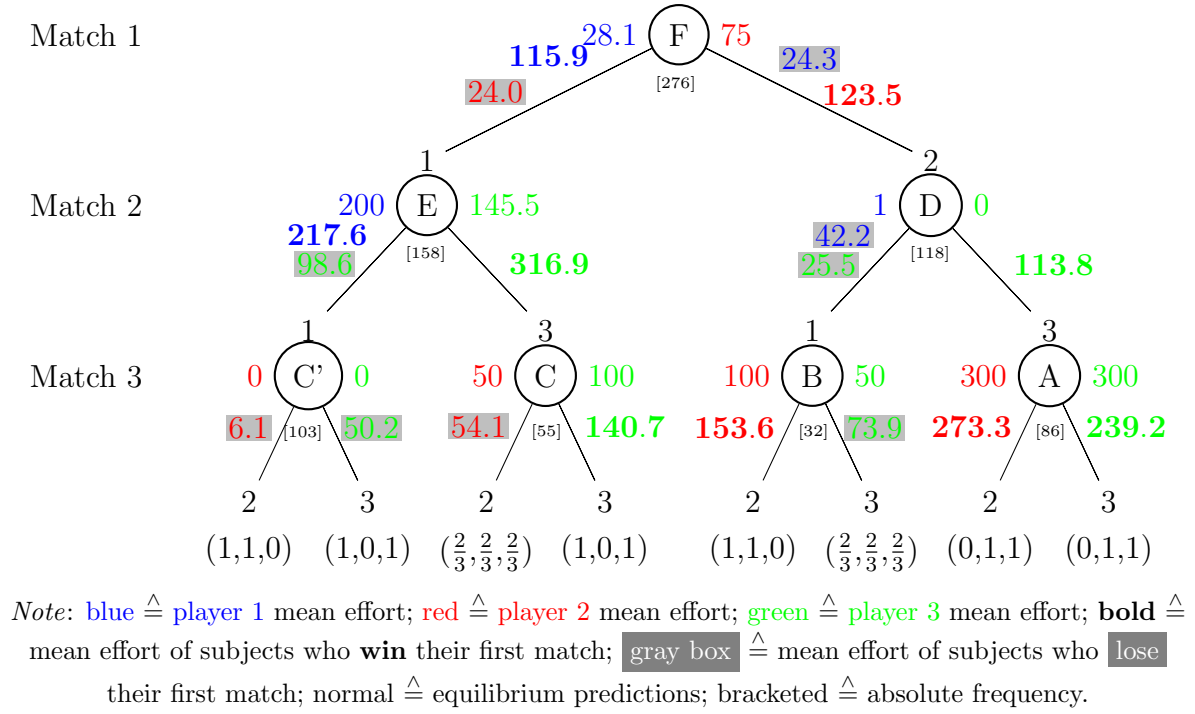 Match 1
28.1 F 75
115.9 24.3
24.0 [276] 123.5
1 2
Match 2
200 E 145.5 1 D 0
217.6 42.2
98.6 [158] 316.9 25.5 [118] 113.8
1 3 1 3
Match 3
0 C' 0 50 C 100 100 B 50 300 A 300
6.1 [103] 50.2 54.1 [55] 140.7 153.6 [32] 73.9 273.3 [86] 239.2
2 3 2 3 2 3 2 3
(1,1,0) (1,0,1) (2/3,2/3,2/3) (1,0,1) (1,1,0) (2/3,2/3,2/3) (0,1,1) (0,1,1)
Note: blue ≙ player 1 mean effort; red ≙ player 2 mean effort; green ≙ player 3 mean effort; bold ≙
mean effort of subjects who win their first match; gray box ≙ mean effort of subjects who lose
their first match; normal ≙ equilibrium predictions; bracketed ≙ absolute frequency.